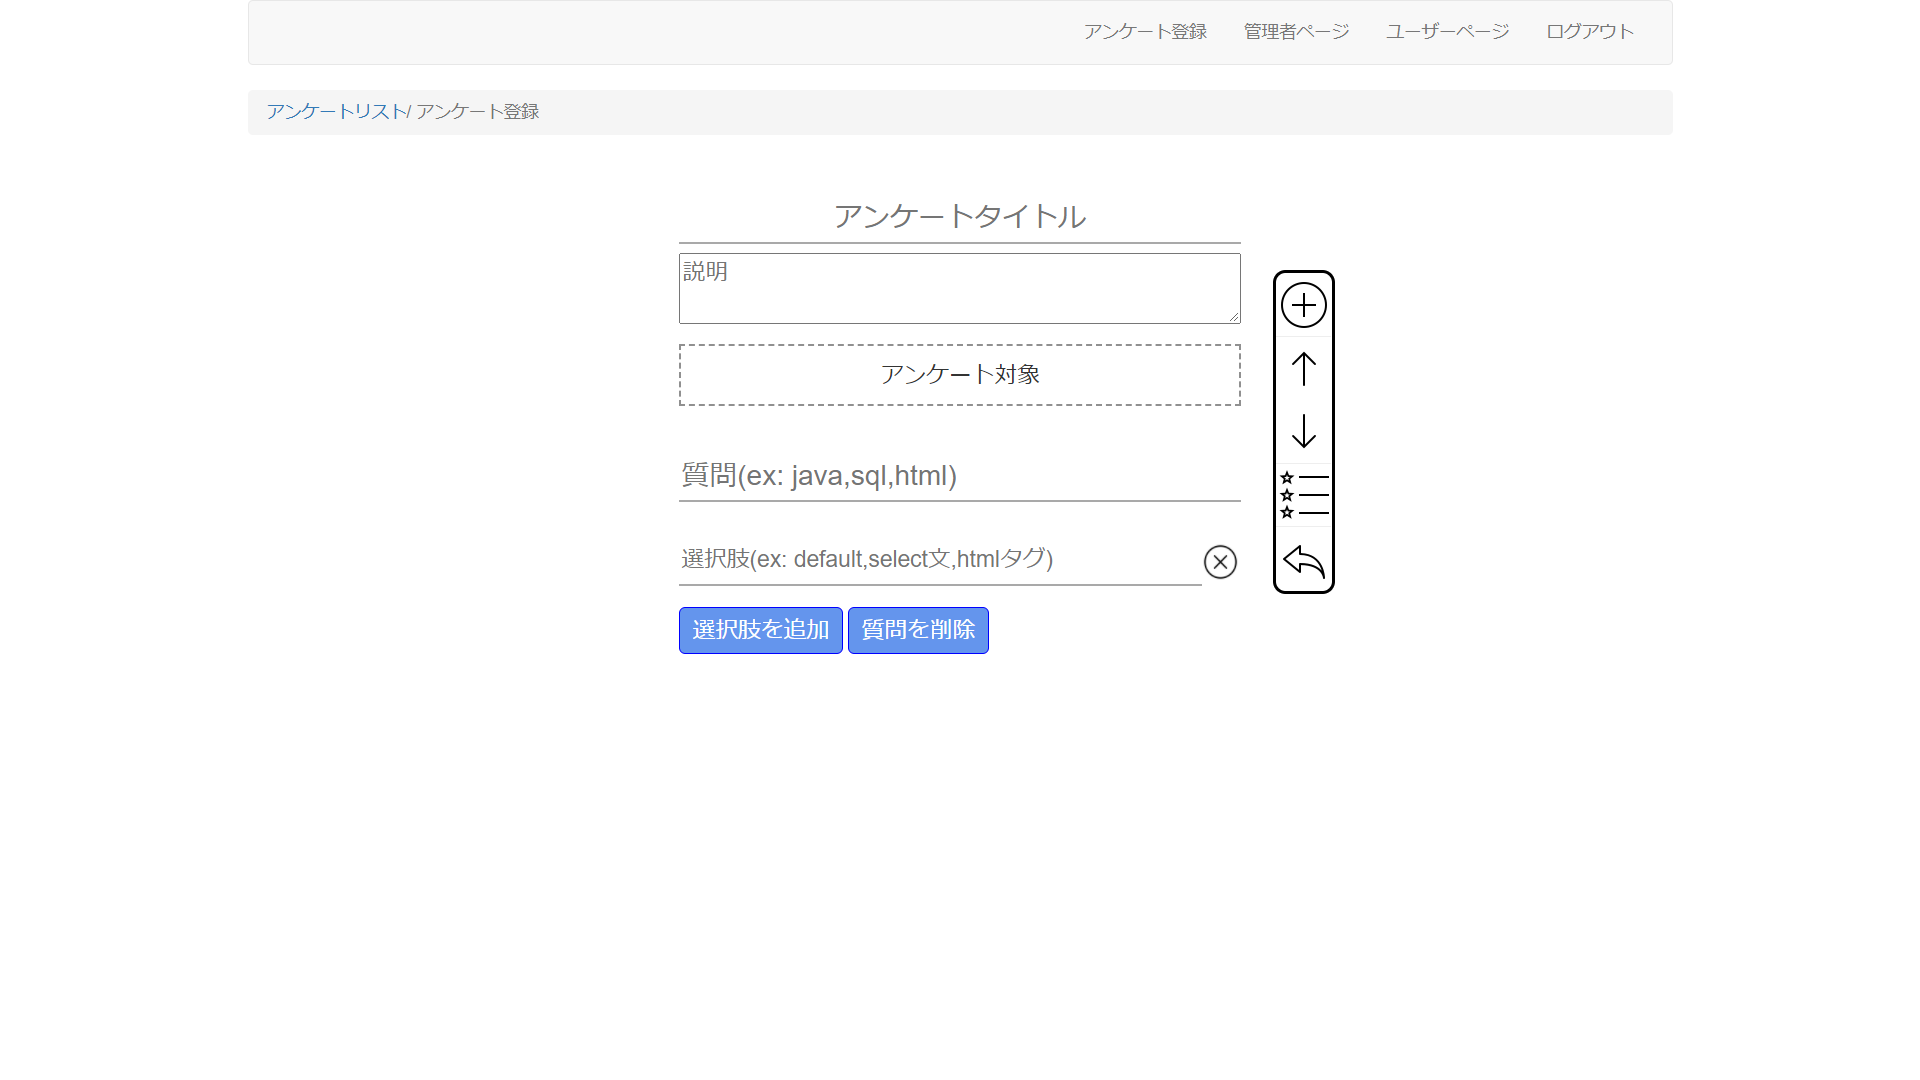 アンケート登録 管理者ページ ユーザーページ ログアウト
アンケートリスト/ アンケート登録
アンケートタイトル
説明
アンケート対象
質問(ex: java,sql,html)
選択肢(ex: default,select文,htmlタグ)
選択肢を追加 質問を削除